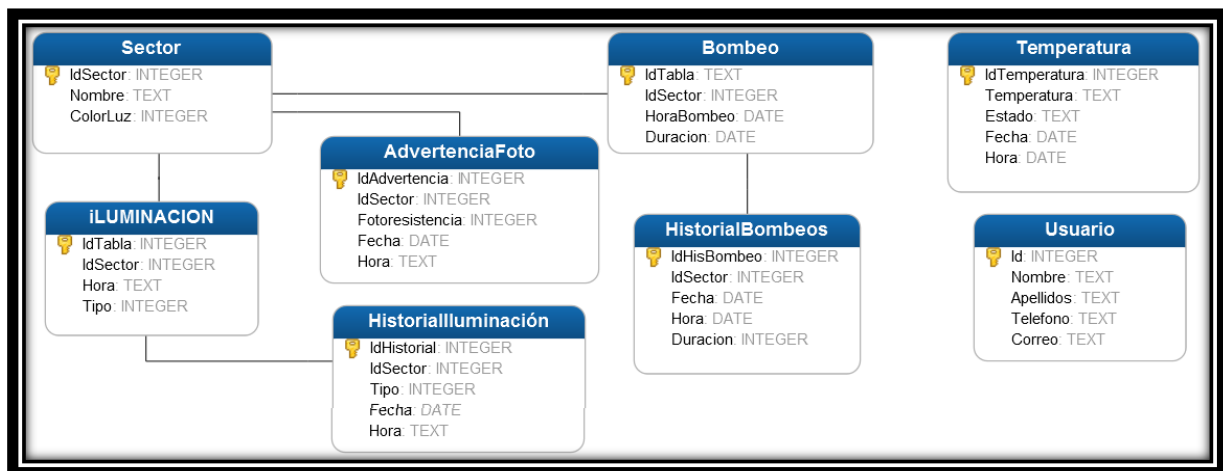 Sector
IdSector: INTEGER
Nombre: TEXT
ColorLuz: INTEGER
Bombeo
IdTabla: TEXT
IdSector: INTEGER
HoraBombeo: DATE
Duracion: DATE
Temperatura
IdTemperatura: INTEGER
Temperatura: TEXT
Estado: TEXT
Fecha: DATE
Hora: DATE
AdvertenciaFoto
IdAdvertencia: INTEGER
IdSector: INTEGER
Fotoresistencia: INTEGER
Fecha: DATE
Hora: TEXT
iLUMINACION
IdTabla: INTEGER
IdSector: INTEGER
Hora: TEXT
Tipo: INTEGER
HistorialBombeos
IdHisBombeo: INTEGER
IdSector: INTEGER
Fecha: DATE
Hora: DATE
Duracion: INTEGER
Usuario
Id: INTEGER
Nombre: TEXT
Apellidos: TEXT
Telefono: TEXT
Correo: TEXT
HistorialIluminación
IdHistorial: INTEGER
IdSector: INTEGER
Tipo: INTEGER
Fecha: DATE
Hora: TEXT